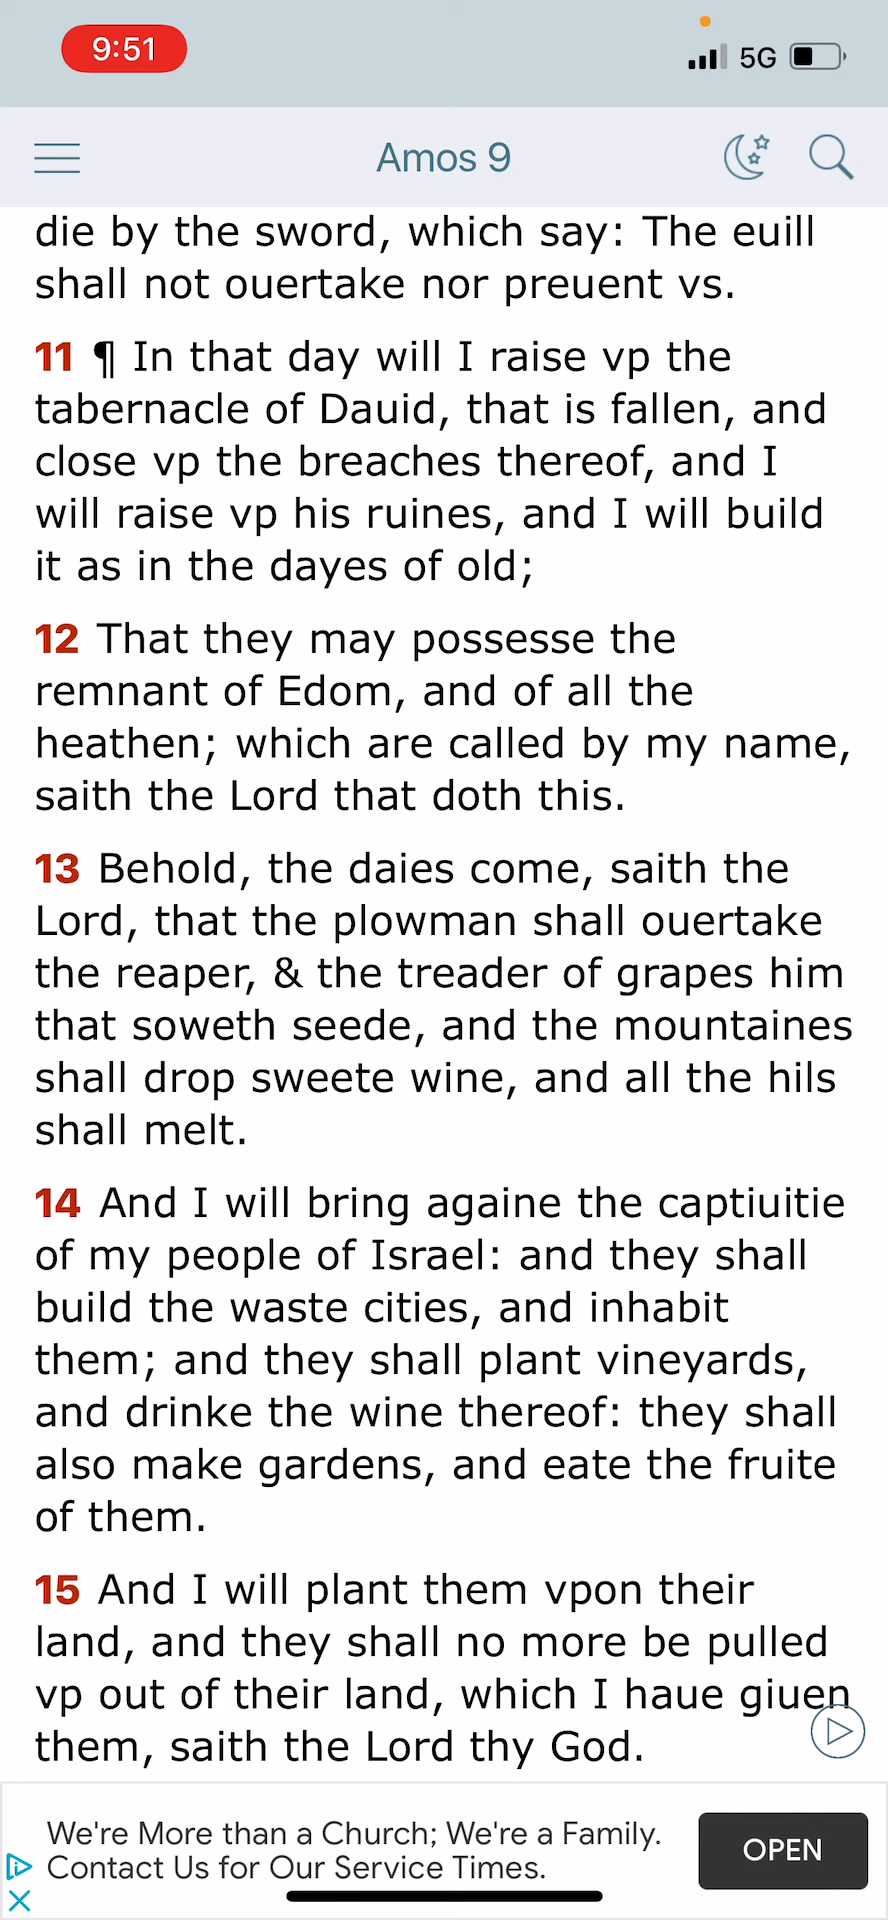 9:51
5G
Amos 9
die by the sword, which say: The euill
shall not ouertake nor preuent vs.
11 ¶ In that day will I raise vp the
tabernacle of Dauid, that is fallen, and
close vp the breaches thereof, and I
will raise vp his ruines, and I will build
it as in the dayes of old;
12 That they may possesse the
remnant of Edom, and of all the
heathen; which are called by my name,
saith the Lord that doth this.
13 Behold, the daies come, saith the
Lord, that the plowman shall ouertake
the reaper, & the treader of grapes him
that soweth seede, and the mountaines
shall drop sweete wine, and all the hils
shall melt.
14 And I will bring againe the captiuitie
of my people of Israel: and they shall
build the waste cities, and inhabit
them; and they shall plant vineyards,
and drinke the wine thereof: they shall
also make gardens, and eate the fruite
of them.
15 And I will plant them vpon their
land, and they shall no more be pulled
vp out of their land, which I haue giuen
them, saith the Lord thy God.
We're More than a Church; We're a Family.
Contact Us for Our Service Times.
OPEN